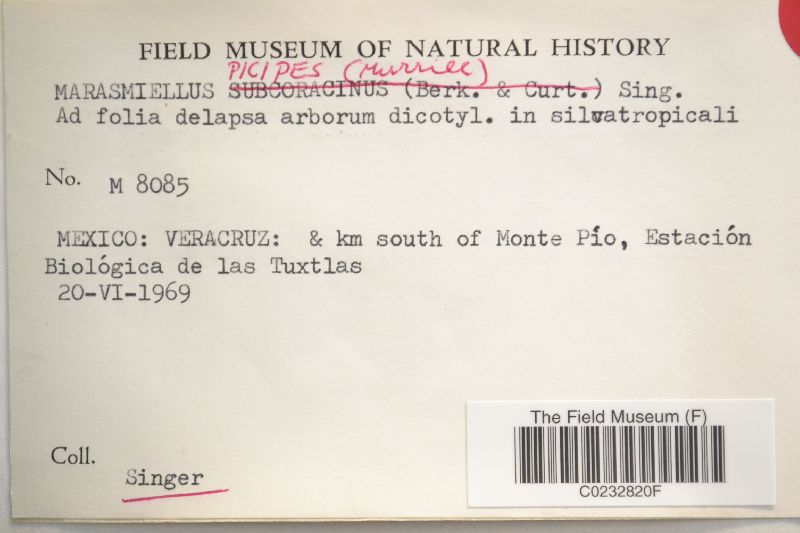 FIELD MUSEUM OF NATURAL HISTORY
PICIPES (Murrill)
MARASMIELLUS SUBCORACINUS (Berk. & Curt.) Sing.
Ad folia delapsa arborum dicotyl. in silvatropicali
No. M 8085
MEXICO: VERACRUZ: & km south of Monte Pío, Estación
Biológica de las Tuxtlas
20-VI-1969
The Field Museum (F)
C0232820F
Coll. Singer